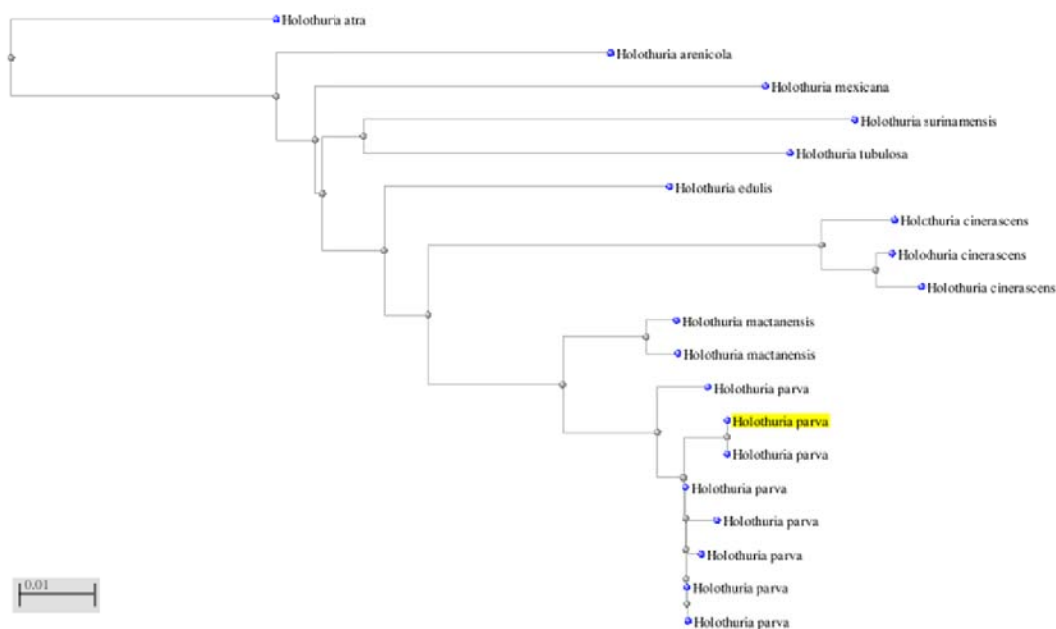 Holothuria atra
Holothuria arenicola
Holothuria mexicana
Holothuria surinamensis
Holothuria tubulosa
Holothuria edulis
Holothuria cinerascens
Holothuria cinerascens
Holothuria cinerascens
Holothuria mactanensis
Holothuria mactanensis
Holothuria parva
Holothuria parva
Holothuria parva
Holothuria parva
Holothuria parva
Holothuria parva
Holothuria parva
Holothuria parva
0.01